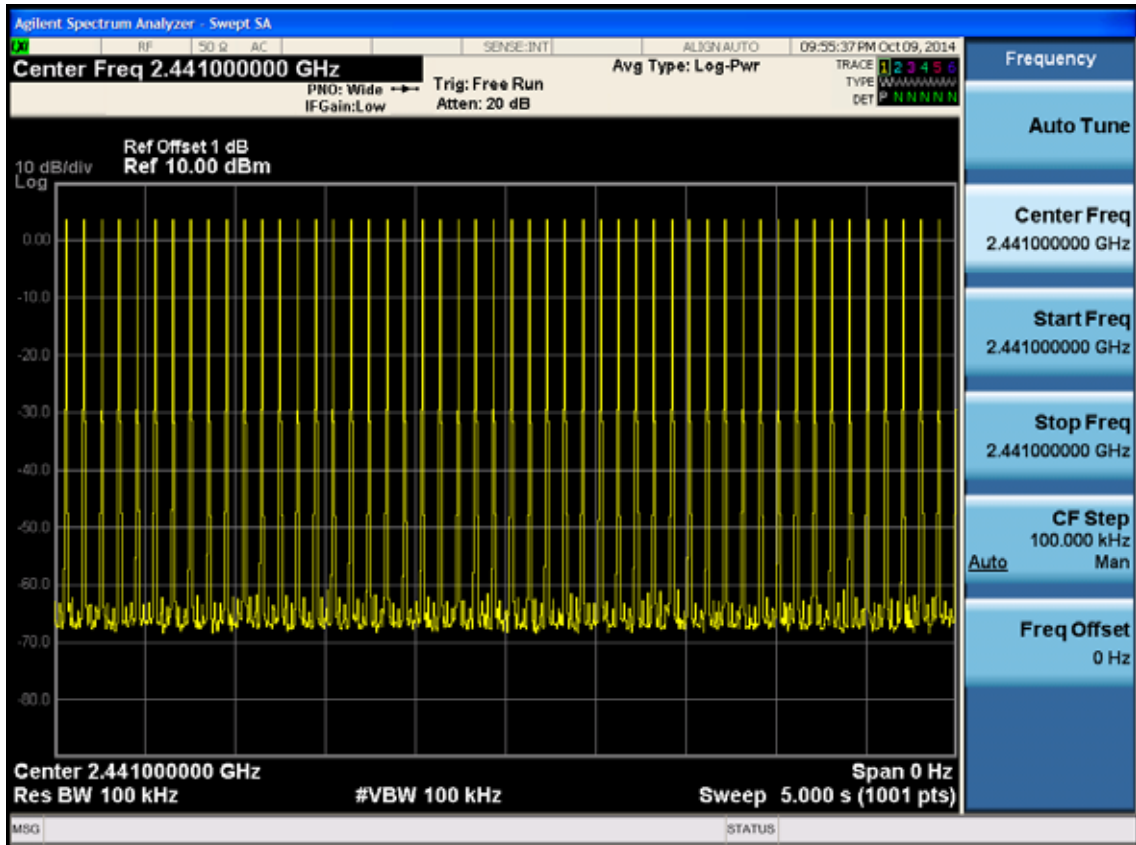 Agilent Spectrum Analyzer - Swept SA
RF 50 Ω AC SENSE:INT ALIGN AUTO 09:55:37 PM Oct 09, 2014
Center Freq 2.441000000 GHz
PNO: Wide
IFGain:Low
Trig: Free Run
Atten: 20 dB
Avg Type: Log-Pwr
TRACE 1 2 3 4 5 6
TYPE WWWWWW
DET P N N N N N
Ref Offset 1 dB
10 dB/div Ref 10.00 dBm
Log
0.00
-10.0
-20.0
-30.0
-40.0
-50.0
-60.0
-70.0
-80.0
Center 2.441000000 GHz Span 0 Hz
Res BW 100 kHz #VBW 100 kHz Sweep 5.000 s (1001 pts)
MSG STATUS
Frequency
Auto Tune
Center Freq
2.441000000 GHz
Start Freq
2.441000000 GHz
Stop Freq
2.441000000 GHz
CF Step
100.000 kHz
Auto Man
Freq Offset
0 Hz